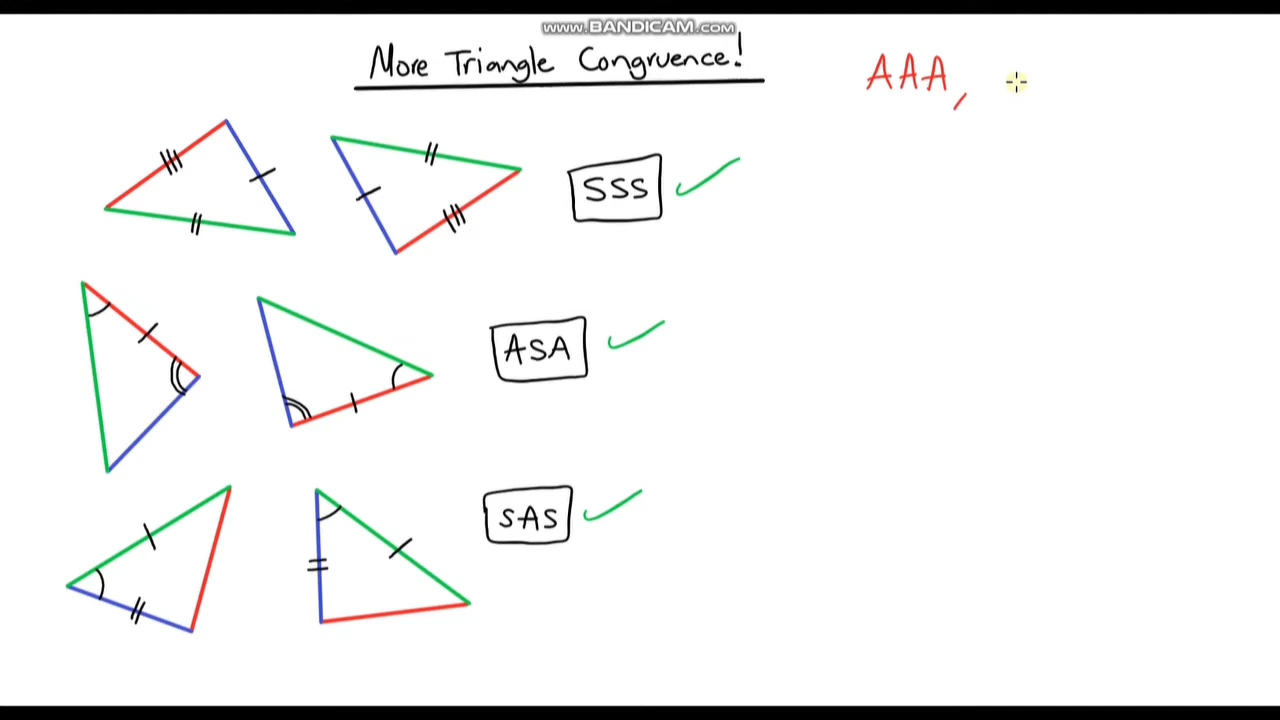 www.BANDICAM.com
More Triangle Congruence!
AAA,
SSS
ASA
SAS